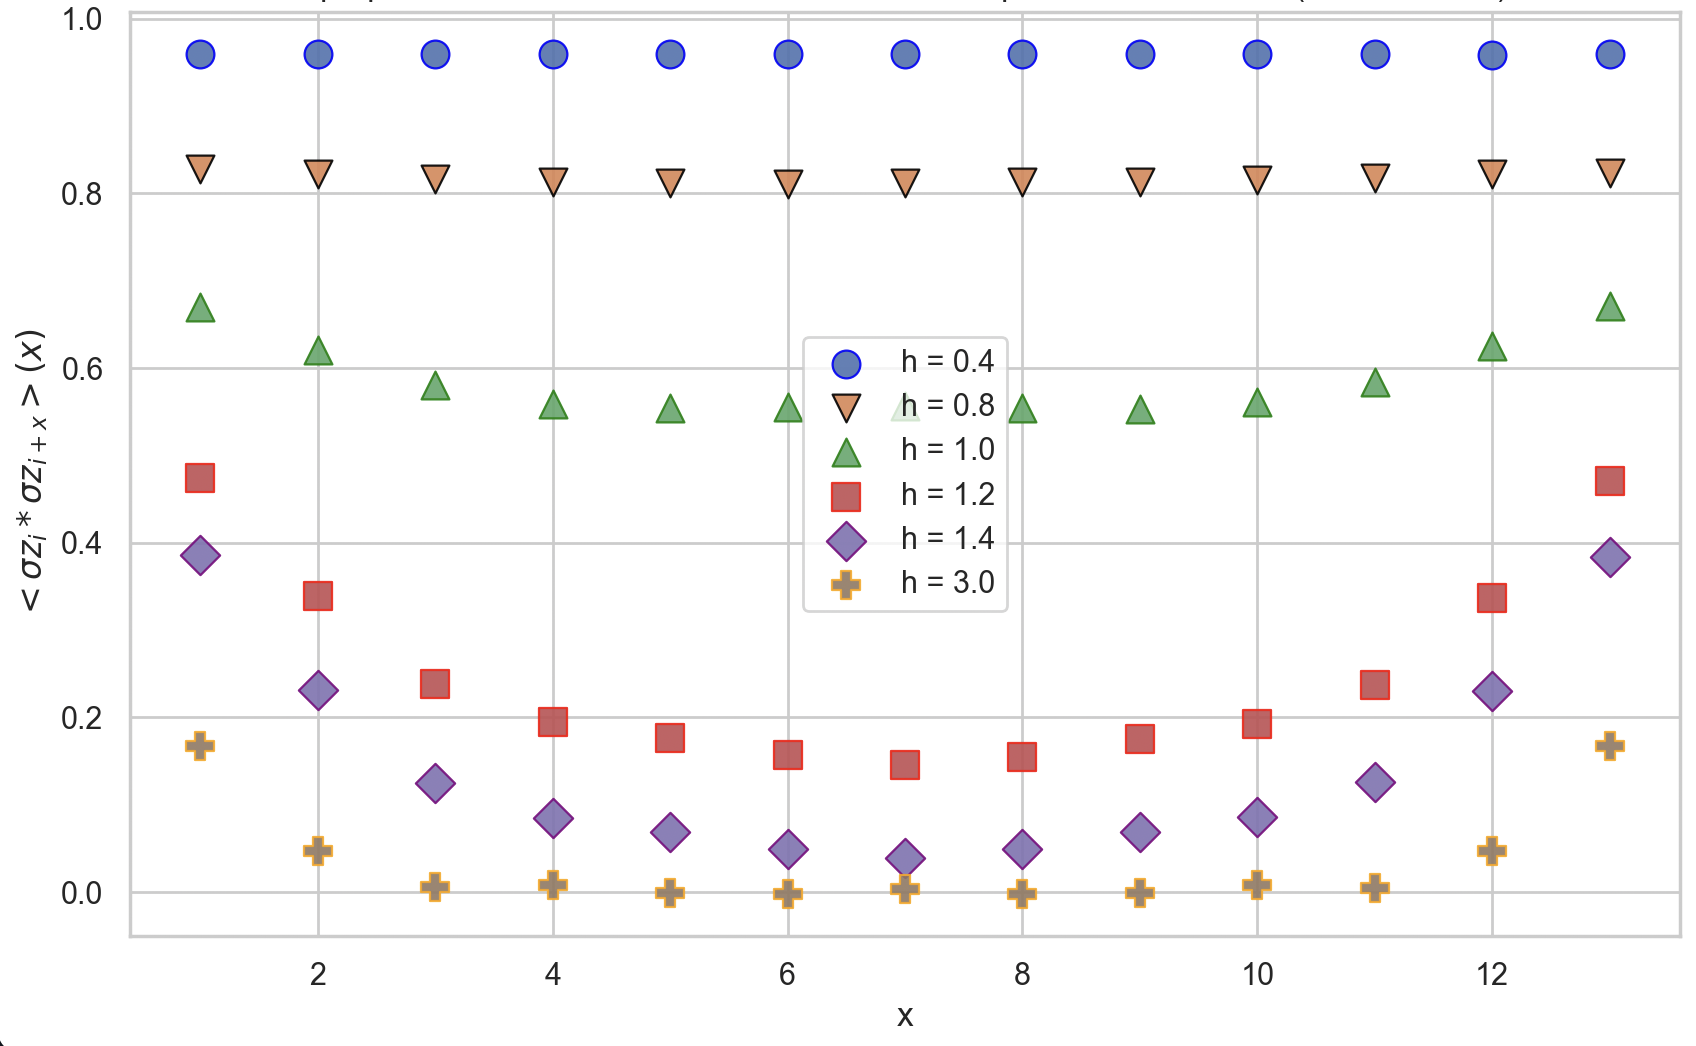 1.0
0.8
0.6
0.4
0.2
0.0
< σz_i * σz_{i+x} > (x)
h = 0.4
h = 0.8
h = 1.0
h = 1.2
h = 1.4
h = 3.0
2 4 6 8 10 12
x